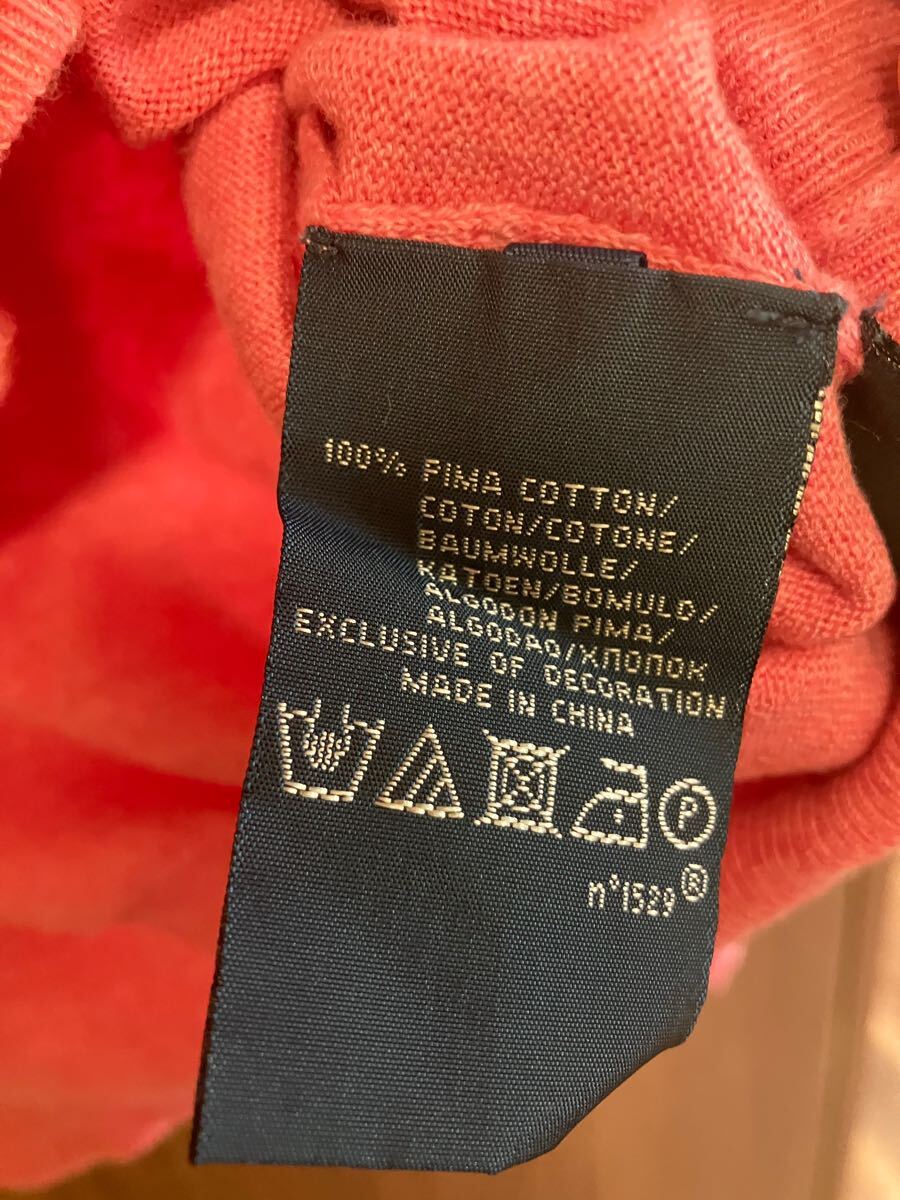 100% PIMA COTTON/
COTON/COTONE/
BAUMWOLLE/
KATOEN/BOMULD/
ALGODON PIMA/
ALGODAO/ХЛОПОК
EXCLUSIVE OF DECORATION
MADE IN CHINA
P
n°1529®